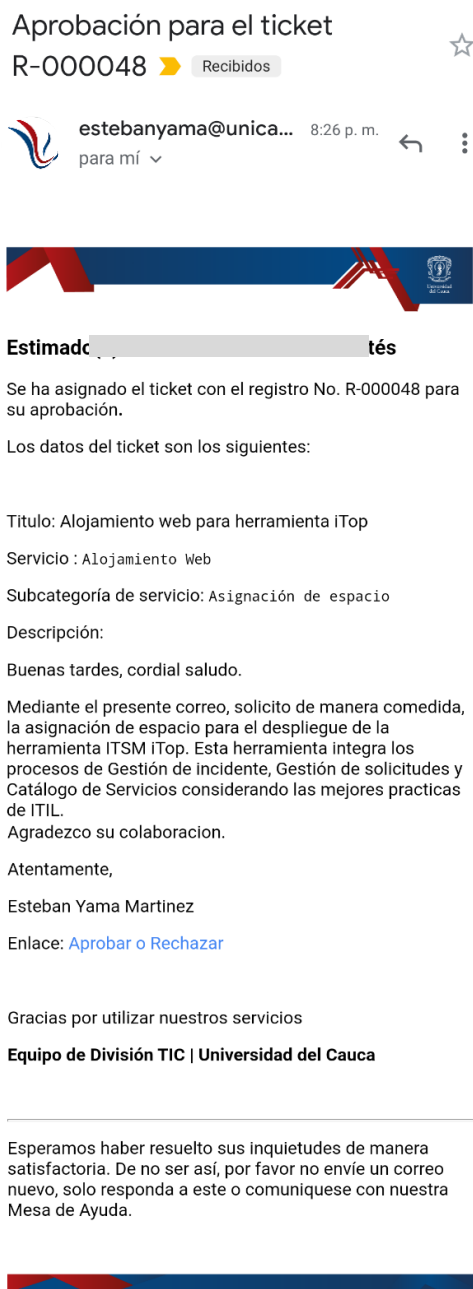 Aprobación para el ticket
R-000048 Recibidos
estebanyama@unica... 8:26 p. m.
para mí
Universidad
del Cauca
tés
Se ha asignado el ticket con el registro No. R-000048 para
su aprobación.
Los datos del ticket son los siguientes:
Titulo: Alojamiento web para herramienta iTop
Servicio : Alojamiento Web
Subcategoría de servicio: Asignación de espacio
Descripción:
Buenas tardes, cordial saludo.
Mediante el presente correo, solicito de manera comedida,
la asignación de espacio para el despliegue de la
herramienta ITSM iTop. Esta herramienta integra los
procesos de Gestión de incidente, Gestión de solicitudes y
Catálogo de Servicios considerando las mejores practicas
de ITIL.
Agradezco su colaboracion.
Atentamente,
Esteban Yama Martinez
Enlace: Aprobar o Rechazar
Gracias por utilizar nuestros servicios
Equipo de División TIC | Universidad del Cauca
Esperamos haber resuelto sus inquietudes de manera
satisfactoria. De no ser así, por favor no envíe un correo
nuevo, solo responda a este o comuniquese con nuestra
Mesa de Ayuda.